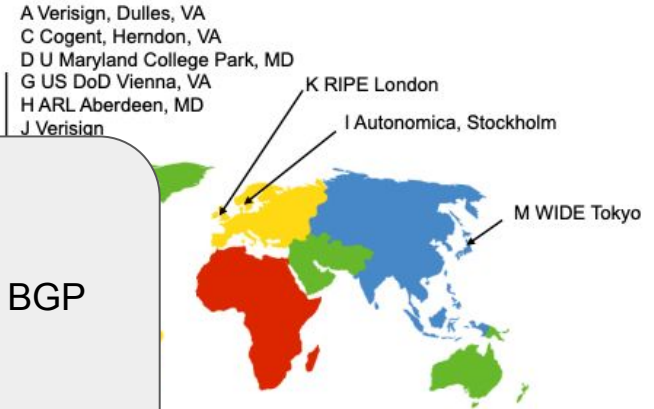 A Verisign, Dulles, VA
C Cogent, Herndon, VA
D U Maryland College Park, MD
G US DoD Vienna, VA
H ARL Aberdeen, MD
J Verisign
K RIPE London
I Autonomica, Stockholm
M WIDE Tokyo
BGP